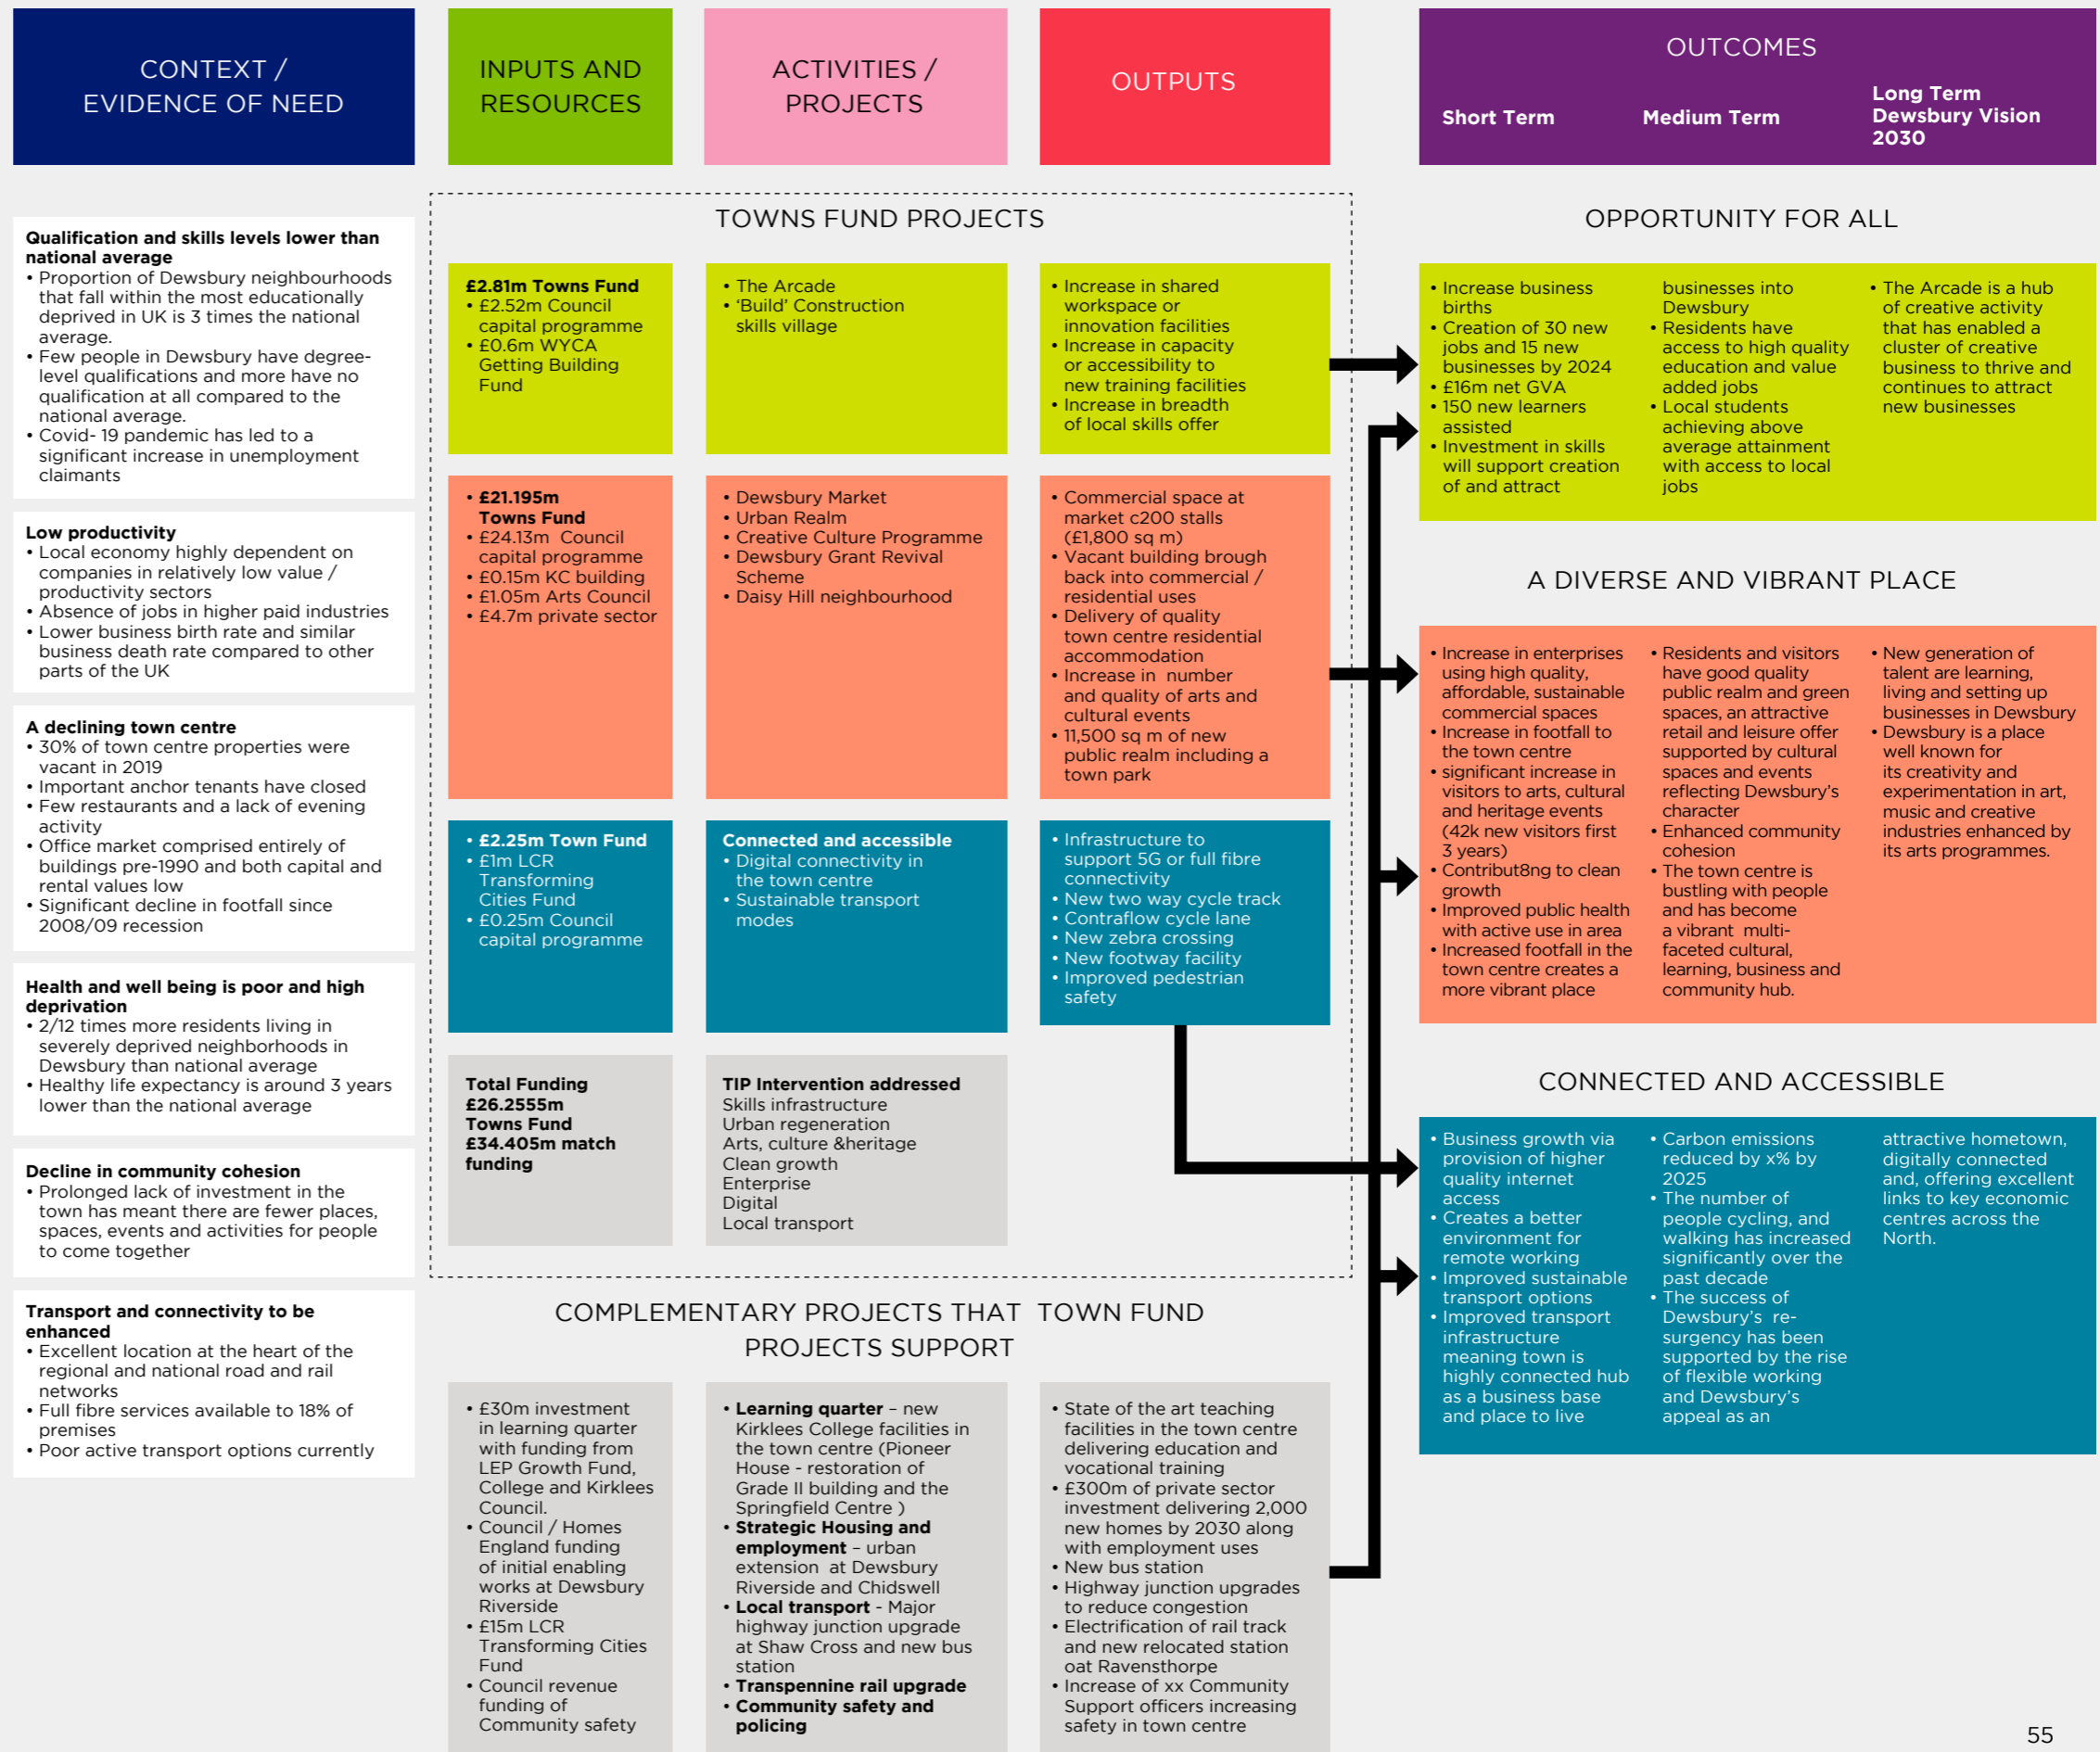 CONTEXT /
EVIDENCE OF NEED
INPUTS AND
RESOURCES
ACTIVITIES /
PROJECTS
OUTPUTS
OUTCOMES
Short Term
Medium Term
Long Term
Dewsbury Vision
2030
Qualification and skills levels lower than
national average
• Proportion of Dewsbury neighbourhoods
that fall within the most educationally
deprived in UK is 3 times the national
average.
• Few people in Dewsbury have degree-
level qualifications and more have no
qualification at all compared to the
national average.
• Covid- 19 pandemic has led to a
significant increase in unemployment
claimants
Low productivity
• Local economy highly dependent on
companies in relatively low value /
productivity sectors
• Absence of jobs in higher paid industries
• Lower business birth rate and similar
business death rate compared to other
parts of the UK
A declining town centre
• 30% of town centre properties were
vacant in 2019
• Important anchor tenants have closed
• Few restaurants and a lack of evening
activity
• Office market comprised entirely of
buildings pre-1990 and both capital and
rental values low
• Significant decline in footfall since
2008/09 recession
Health and well being is poor and high
deprivation
• 2/12 times more residents living in
severely deprived neighborhoods in
Dewsbury than national average
• Healthy life expectancy is around 3 years
lower than the national average
Decline in community cohesion
• Prolonged lack of investment in the
town has meant there are fewer places,
spaces, events and activities for people
to come together
Transport and connectivity to be
enhanced
• Excellent location at the heart of the
regional and national road and rail
networks
• Full fibre services available to 18% of
premises
• Poor active transport options currently
TOWNS FUND PROJECTS
£2.81m Towns Fund
• £2.52m Council
capital programme
• £0.6m WYCA
Getting Building
Fund
• The Arcade
• ‘Build’ Construction
skills village
• Increase in shared
workspace or
innovation facilities
• Increase in capacity
or accessibility to
new training facilities
• Increase in breadth
of local skills offer
• £21.195m
Towns Fund
• £24.13m Council
capital programme
• £0.15m KC building
• £1.05m Arts Council
• £4.7m private sector
• Dewsbury Market
• Urban Realm
• Creative Culture Programme
• Dewsbury Grant Revival
Scheme
• Daisy Hill neighbourhood
• Commercial space at
market c200 stalls
(£1,800 sq m)
• Vacant building brough
back into commercial /
residential uses
• Delivery of quality
town centre residential
accommodation
• Increase in number
and quality of arts and
cultural events
• 11,500 sq m of new
public realm including a
town park
• £2.25m Town Fund
• £1m LCR
Transforming
Cities Fund
• £0.25m Council
capital programme
Connected and accessible
• Digital connectivity in
the town centre
• Sustainable transport
modes
• Infrastructure to
support 5G or full fibre
connectivity
• New two way cycle track
• Contraflow cycle lane
• New zebra crossing
• New footway facility
• Improved pedestrian
safety
Total Funding
£26.2555m
Towns Fund
£34.405m match
funding
TIP Intervention addressed
Skills infrastructure
Urban regeneration
Arts, culture &heritage
Clean growth
Enterprise
Digital
Local transport
COMPLEMENTARY PROJECTS THAT TOWN FUND
PROJECTS SUPPORT
• £30m investment
in learning quarter
with funding from
LEP Growth Fund,
College and Kirklees
Council.
• Council / Homes
England funding
of initial enabling
works at Dewsbury
Riverside
• £15m LCR
Transforming Cities
Fund
• Council revenue
funding of
Community safety
• Learning quarter – new
Kirklees College facilities in
the town centre (Pioneer
House - restoration of
Grade II building and the
Springfield Centre )
• Strategic Housing and
employment – urban
extension at Dewsbury
Riverside and Chidswell
• Local transport - Major
highway junction upgrade
at Shaw Cross and new bus
station
• Transpennine rail upgrade
• Community safety and
policing
• State of the art teaching
facilities in the town centre
delivering education and
vocational training
• £300m of private sector
investment delivering 2,000
new homes by 2030 along
with employment uses
• New bus station
• Highway junction upgrades
to reduce congestion
• Electrification of rail track
and new relocated station
oat Ravensthorpe
• Increase of xx Community
Support officers increasing
safety in town centre
OPPORTUNITY FOR ALL
• Increase business
births
• Creation of 30 new
jobs and 15 new
businesses by 2024
• £16m net GVA
• 150 new learners
assisted
• Investment in skills
will support creation
of and attract
businesses into
Dewsbury
• Residents have
access to high quality
education and value
added jobs
• Local students
achieving above
average attainment
with access to local
jobs
• The Arcade is a hub
of creative activity
that has enabled a
cluster of creative
business to thrive and
continues to attract
new businesses
A DIVERSE AND VIBRANT PLACE
• Increase in enterprises
using high quality,
affordable, sustainable
commercial spaces
• Increase in footfall to
the town centre
• significant increase in
visitors to arts, cultural
and heritage events
(42k new visitors first
3 years)
• Contribut8ng to clean
growth
• Improved public health
with active use in area
• Increased footfall in the
town centre creates a
more vibrant place
• Residents and visitors
have good quality
public realm and green
spaces, an attractive
retail and leisure offer
supported by cultural
spaces and events
reflecting Dewsbury’s
character
• Enhanced community
cohesion
• The town centre is
bustling with people
and has become
a vibrant multi-
faceted cultural,
learning, business and
community hub.
• New generation of
talent are learning,
living and setting up
businesses in Dewsbury
• Dewsbury is a place
well known for
its creativity and
experimentation in art,
music and creative
industries enhanced by
its arts programmes.
CONNECTED AND ACCESSIBLE
• Business growth via
provision of higher
quality internet
access
• Creates a better
environment for
remote working
• Improved sustainable
transport options
• Improved transport
infrastructure
meaning town is
highly connected hub
as a business base
and place to live
• Carbon emissions
reduced by x% by
2025
• The number of
people cycling, and
walking has increased
significantly over the
past decade
• The success of
Dewsbury’s re-
surgency has been
supported by the rise
of flexible working
and Dewsbury’s
appeal as an
attractive hometown,
digitally connected
and, offering excellent
links to key economic
centres across the
North.
55